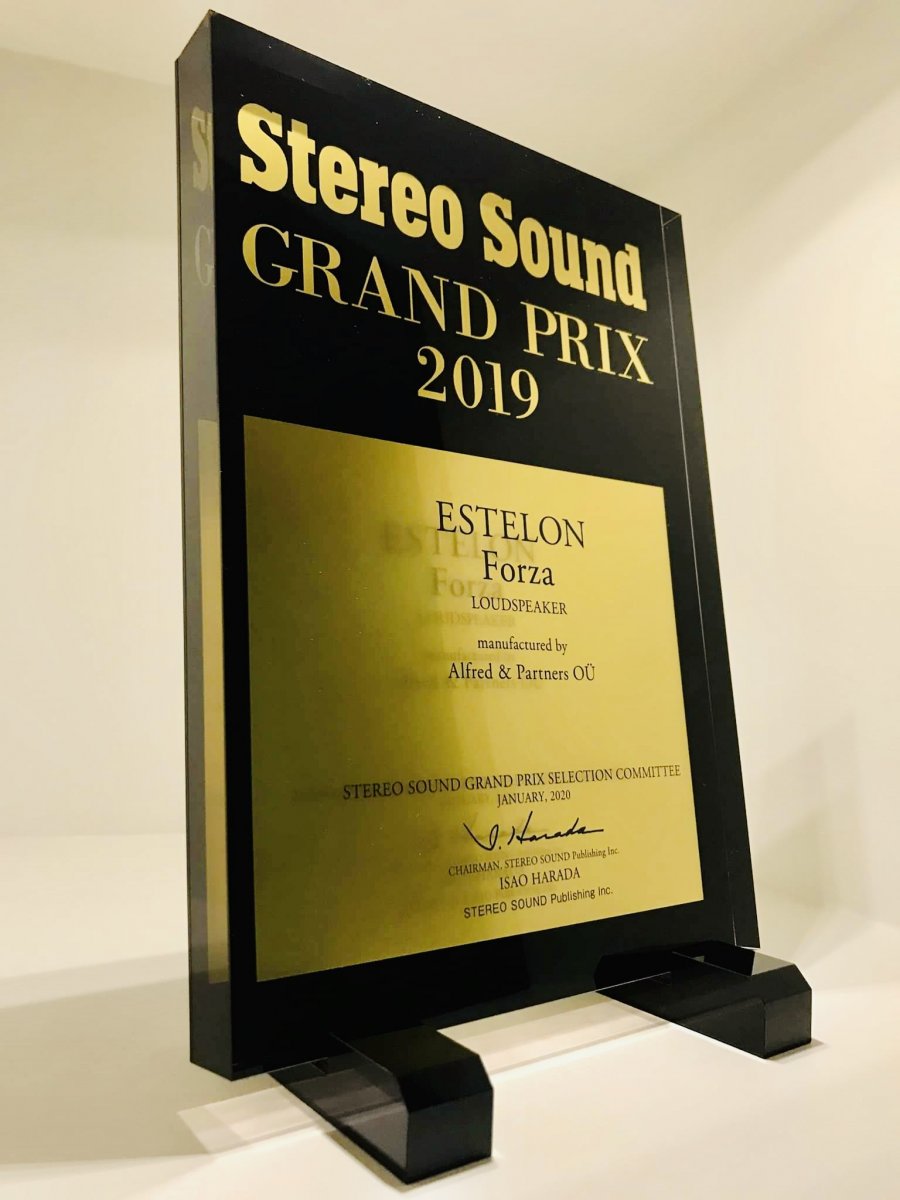 Stereo Sound
GRAND PRIX
2019
ESTELON
Forza
LOUDSPEAKER
manufactured by
Alfred & Partners OÜ
STEREO SOUND GRAND PRIX SELECTION COMMITTEE
JANUARY, 2020
I. Harada
CHAIRMAN, STEREO SOUND Publishing Inc.
ISAO HARADA
STEREO SOUND Publishing Inc.